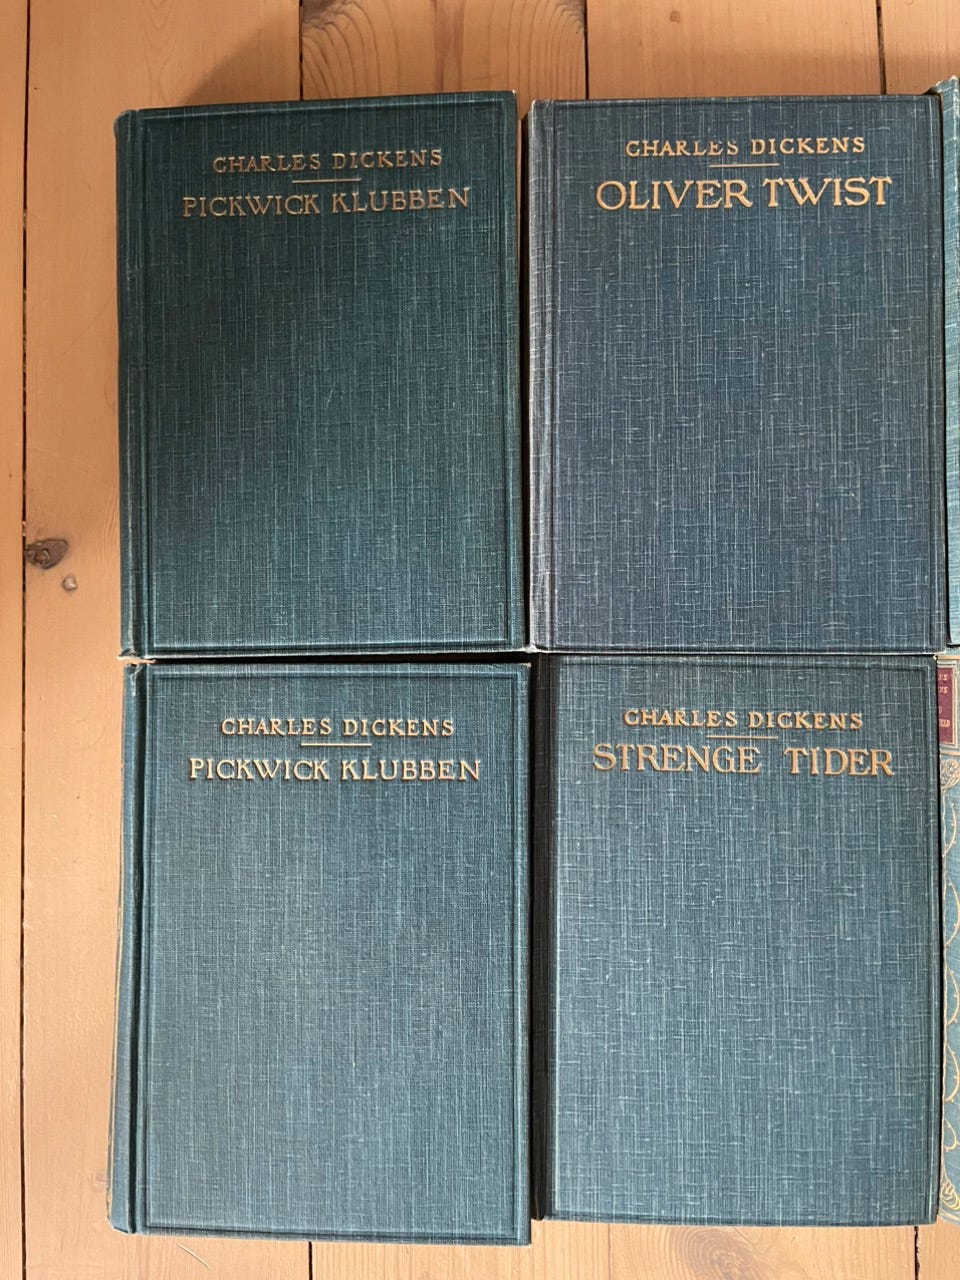 CHARLES DICKENS
PICKWICK KLUBBEN
CHARLES DICKENS
OLIVER TWIST
CHARLES DICKENS
PICKWICK KLUBBEN
CHARLES DICKENS
STRENGE TIDER